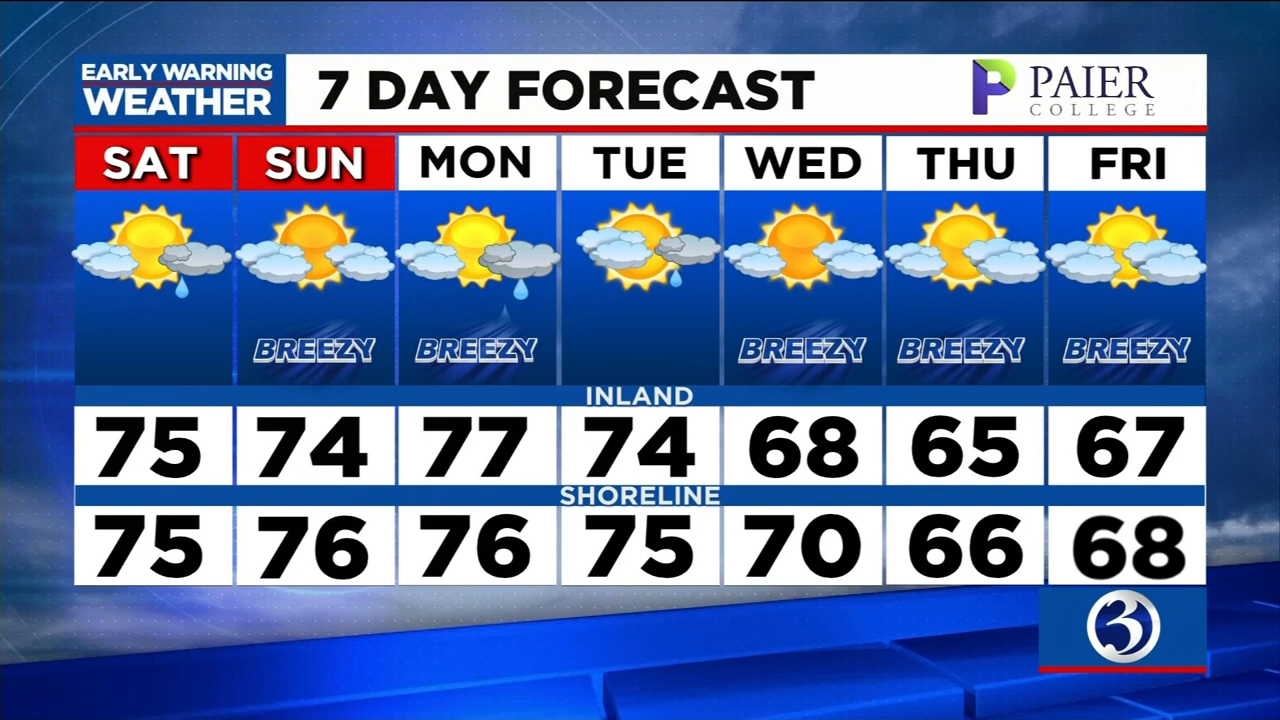 EARLY WARNING
WEATHER
7 DAY FORECAST
PAIER
COLLEGE
SAT SUN MON TUE WED THU FRI
BREEZY BREEZY BREEZY BREEZY BREEZY
INLAND
75 74 77 74 68 65 67
SHORELINE
75 76 76 75 70 66 68
3